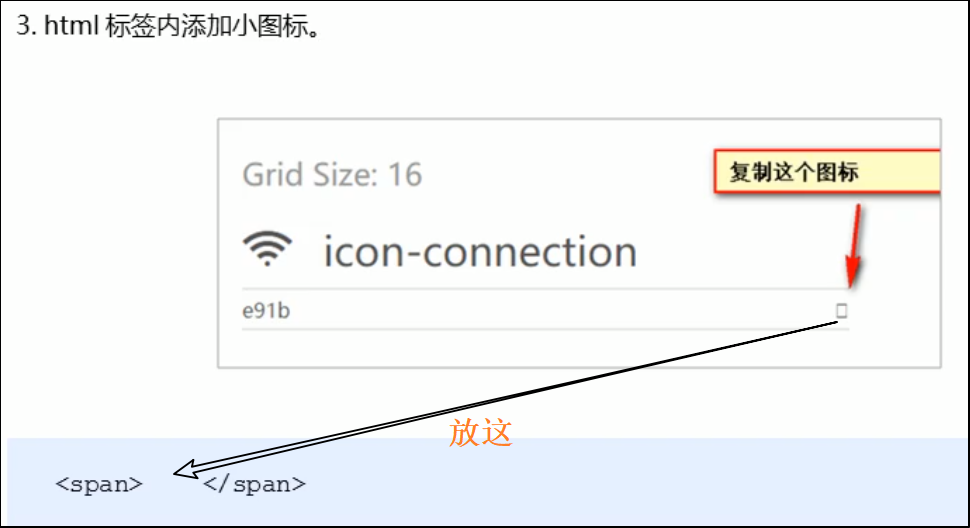 3. html 标签内添加小图标。
Grid Size: 16
复制这个图标
icon-connection
e91b
放这
<span> </span>